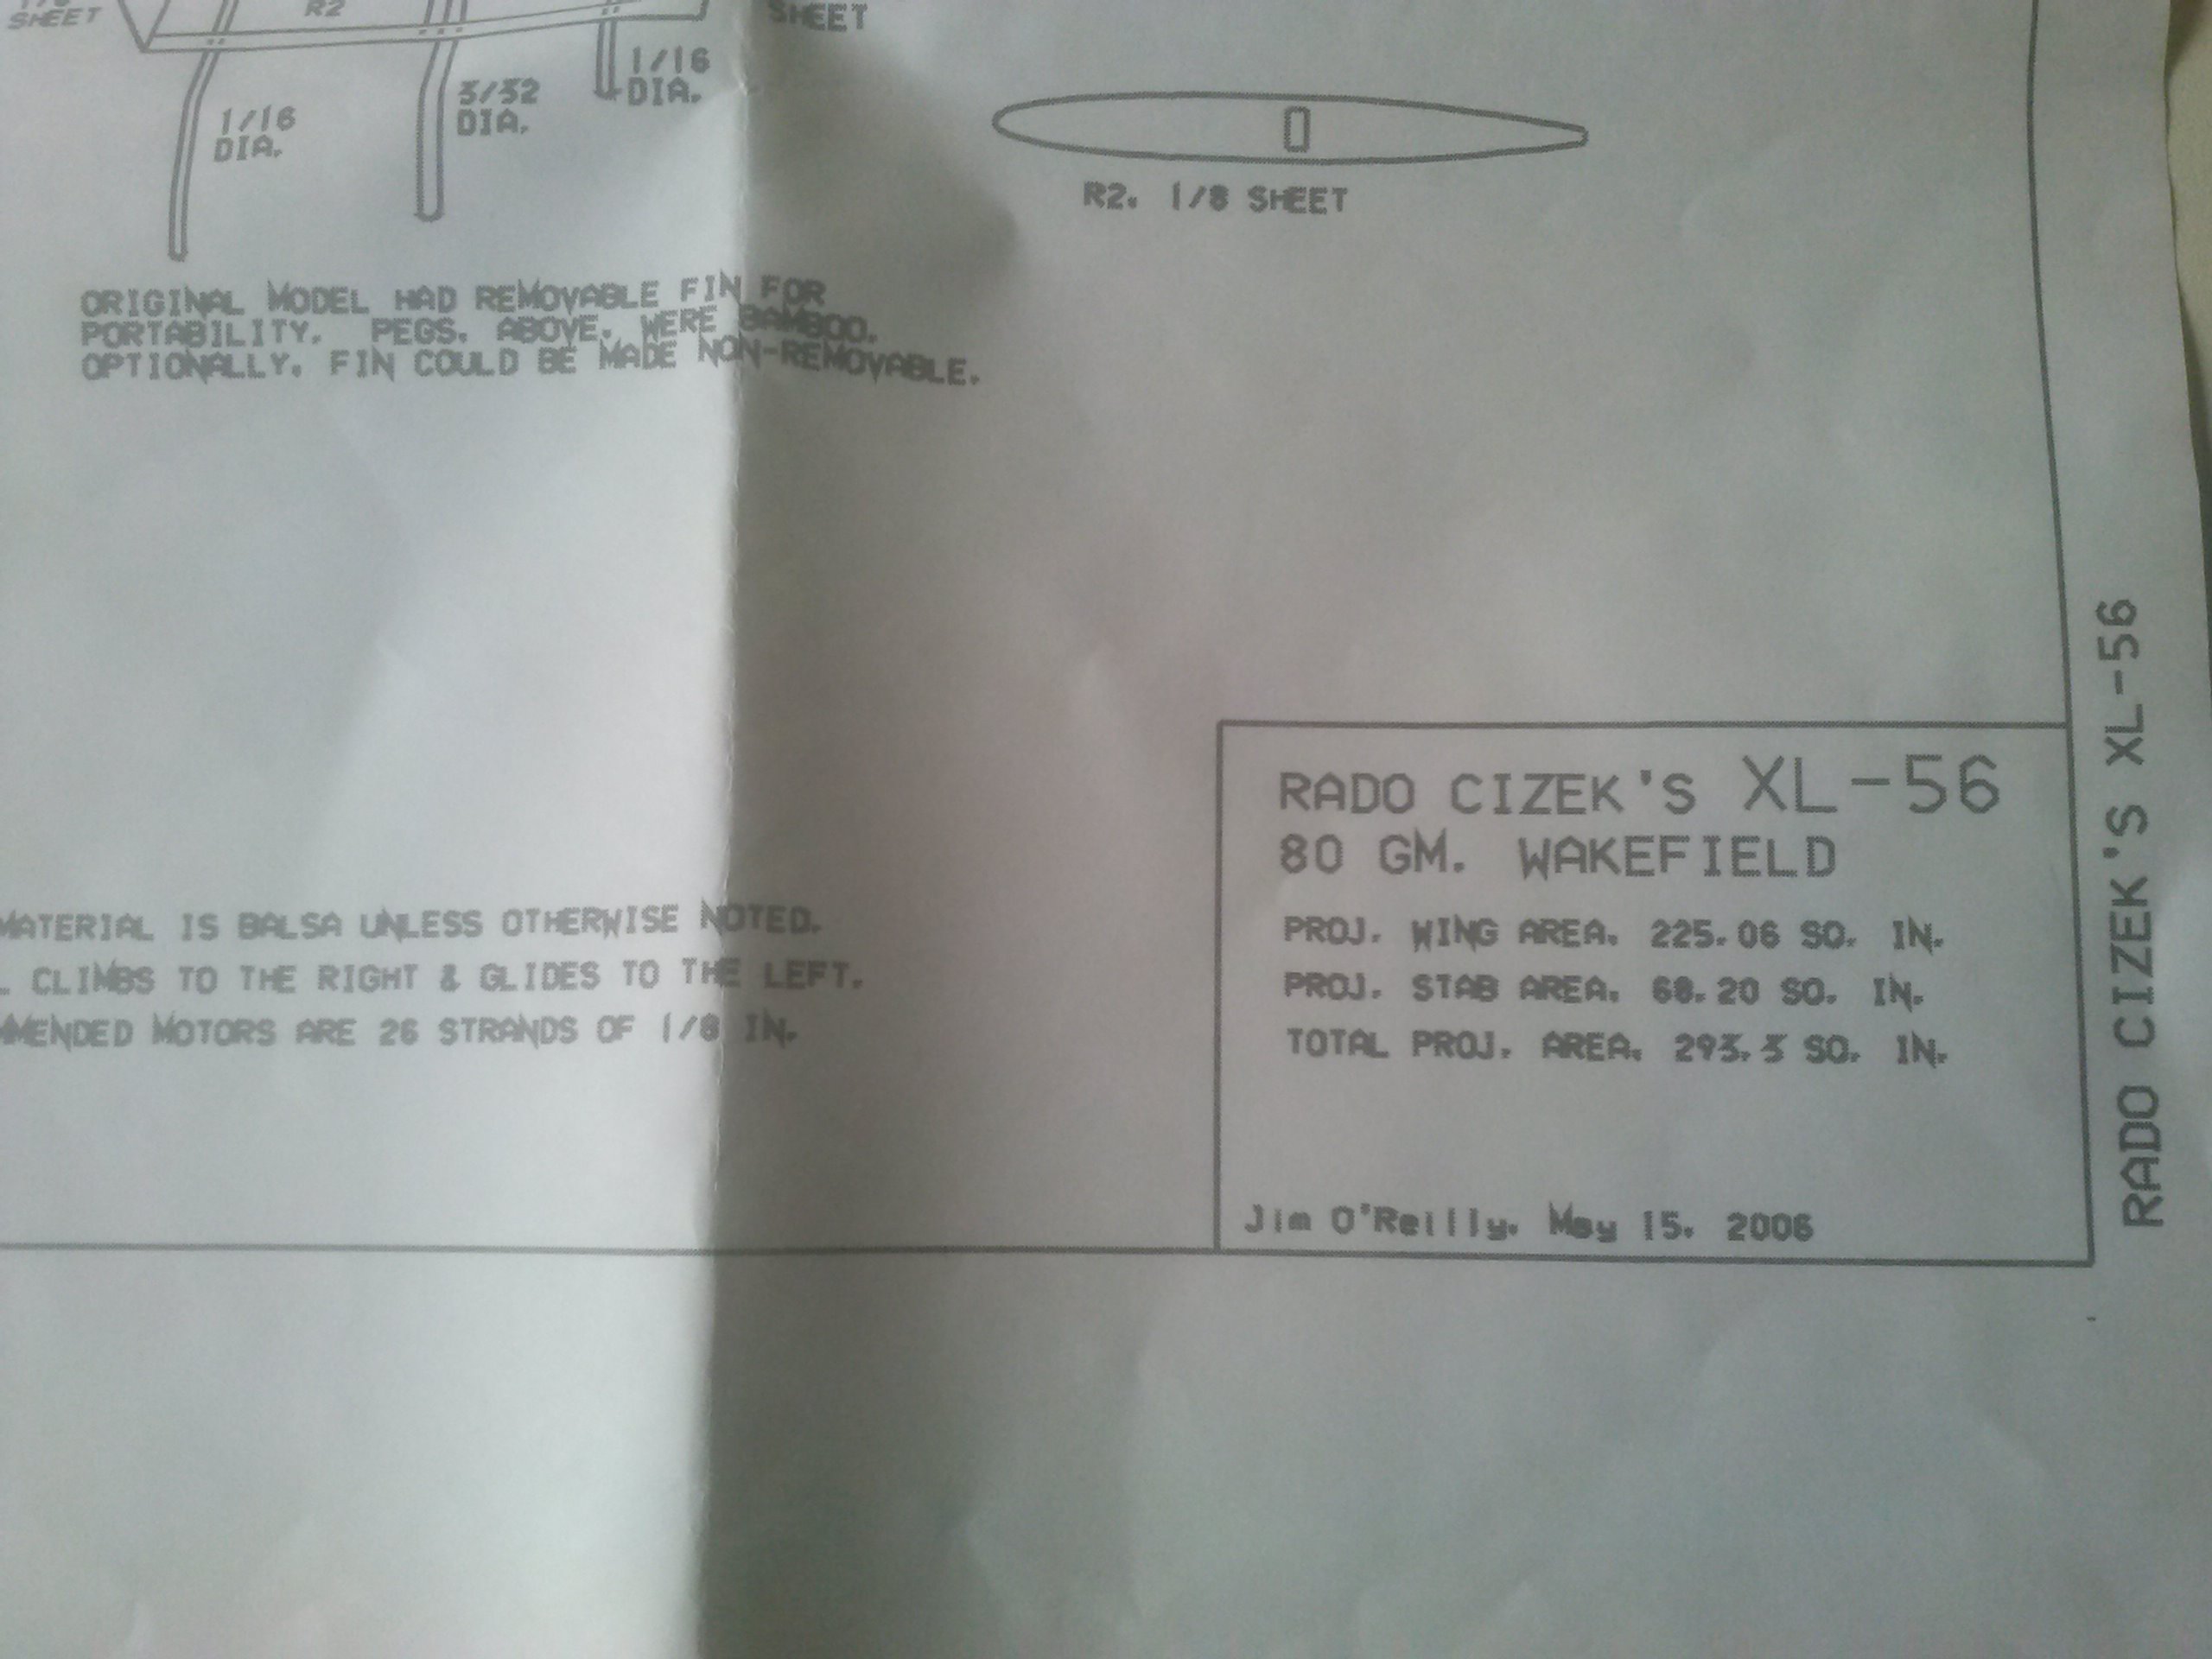 SHEET
R2
SHEET
1/16
DIA.
3/32
DIA.
1/16
DIA.
R2. 1/8 SHEET
ORIGINAL MODEL HAD REMOVABLE FIN FOR
PORTABILITY. PEGS, ABOVE, WERE BAMBOO.
OPTIONALLY, FIN COULD BE MADE NON-REMOVABLE.
MATERIAL IS BALSA UNLESS OTHERWISE NOTED.
CLIMBS TO THE RIGHT & GLIDES TO THE LEFT.
MMENDED MOTORS ARE 26 STRANDS OF 1/8 IN.
RADO CIZEK'S XL-56
80 GM. WAKEFIELD
PROJ. WING AREA, 225.06 SQ. IN.
PROJ. STAB AREA, 68.20 SQ. IN.
TOTAL PROJ. AREA, 293.3 SQ. IN.
Jim O'Reilly, May 15, 2006
RADO CIZEK'S XL-56